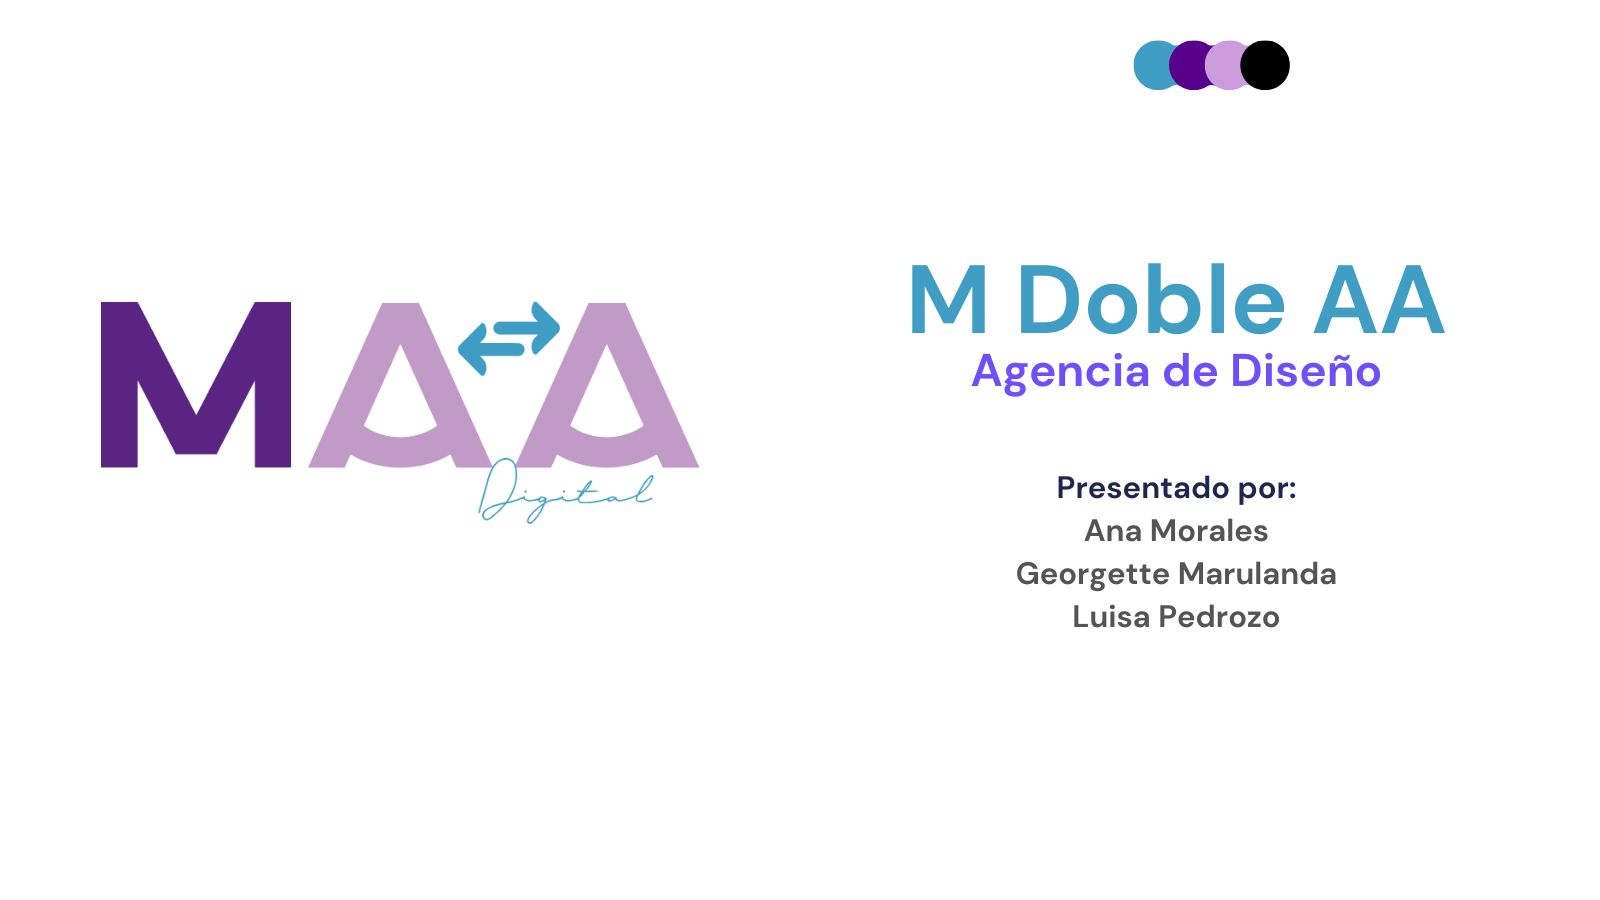 MAA
Digital
M Doble AA
Agencia de Diseño
Presentado por:
Ana Morales
Georgette Marulanda
Luisa Pedrozo